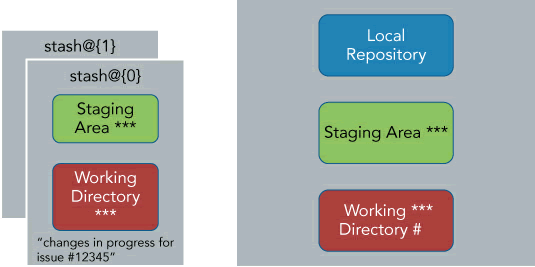 stash@{1}
stash@{0}
Staging
Area ***
Working
Directory
***
“changes in progress for
issue #12345”
Local
Repository
Staging Area ***
Working ***
Directory #